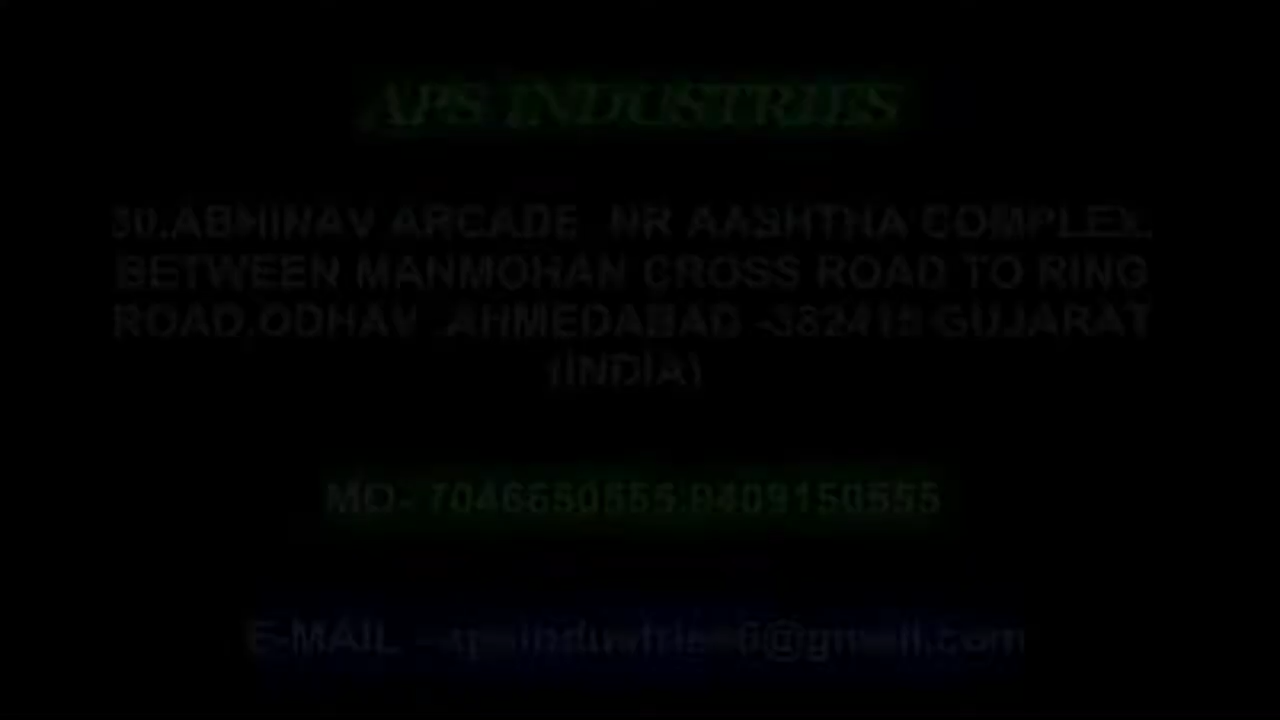 APS INDUSTRIES
30.ABHINAV ARCADE NR AASHTHA COMPLEX.
BETWEEN MANMOHAN CROSS ROAD TO RING
ROAD,ODHAV ,AHMEDABAD -382415 GUJARAT
(INDIA)
MO- 9409150555
E-MAIL -